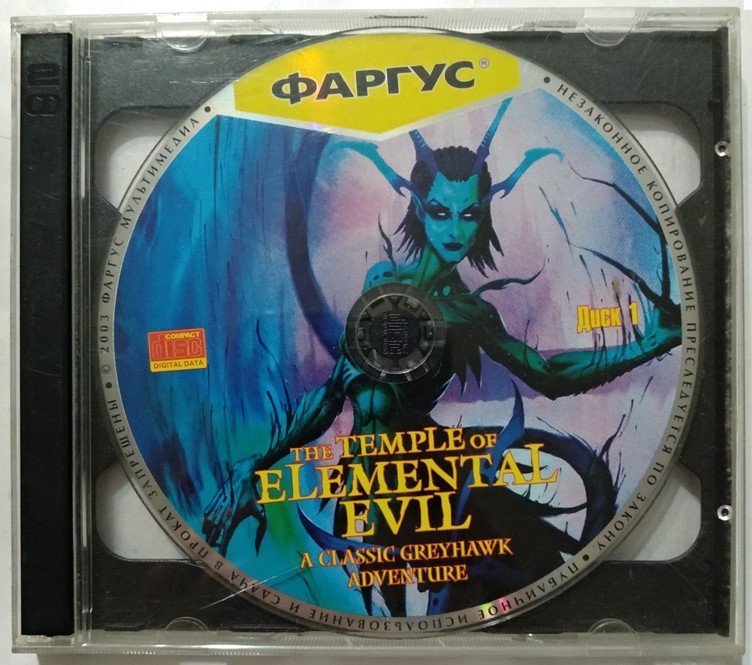 ФАРГУС®
• © 2003 ФАРГУС МУЛЬТИМЕДИА •
• НЕЗАКОННОЕ КОПИРОВАНИЕ ПРЕСЛЕДУЕТСЯ ПО ЗАКОНУ. • ПУБЛИЧНОЕ ИСПОЛЬЗОВАНИЕ И СДАЧА В ПРОКАТ ЗАПРЕЩЕНЫ
Диск 1
COMPACT
disc
DIGITAL DATA
THE TEMPLE OF
ELEMENTAL
EVIL
A CLASSIC GREYHAWK
ADVENTURE